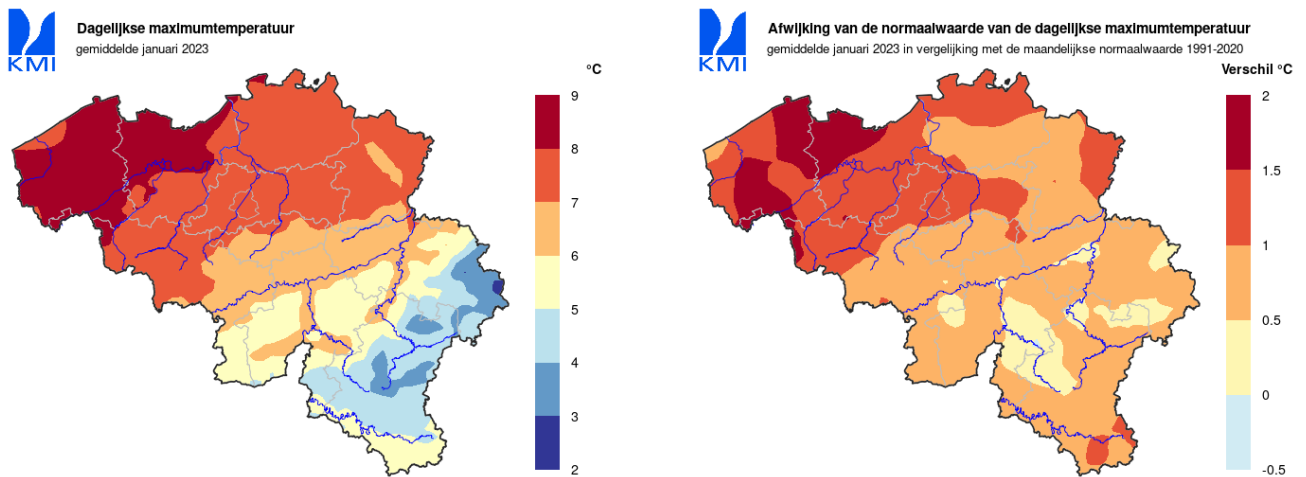 Dagelijkse maximumtemperatuur
gemiddelde januari 2023
KMI
°C
9
8
7
6
5
4
3
2
Afwijking van de normaalwaarde van de dagelijkse maximumtemperatuur
gemiddelde januari 2023 in vergelijking met de maandelijkse normaalwaarde 1991-2020
KMI
Verschil °C
2
1.5
1
0.5
0
-0.5